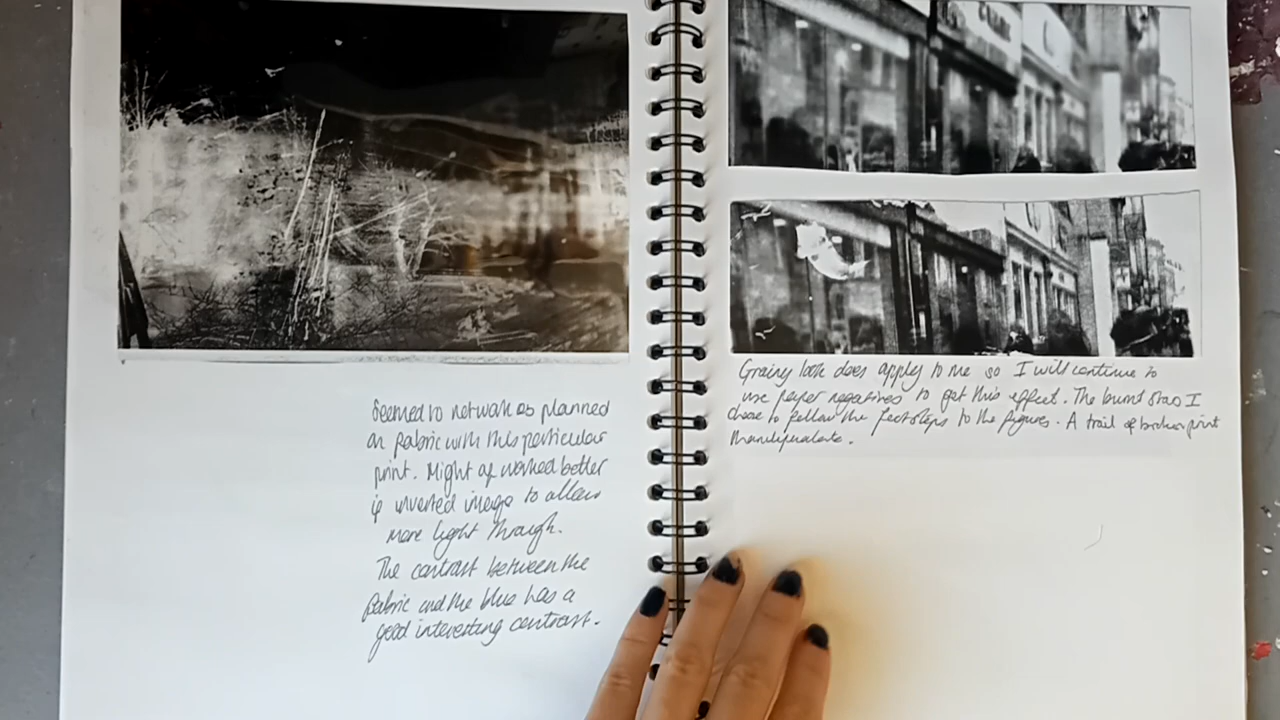 Seemed to not work as planned
on fabric with this particular
print. Might of worked better
if inverted image to allow
more light through.
The contrast between the
fabric and the blue has a
good interesting contrast.
Grainy look does apply to me so I will continue to
use paper negatives to get this effect. The burnt I
chose to follow the footsteps to the figures. A trail of broken print